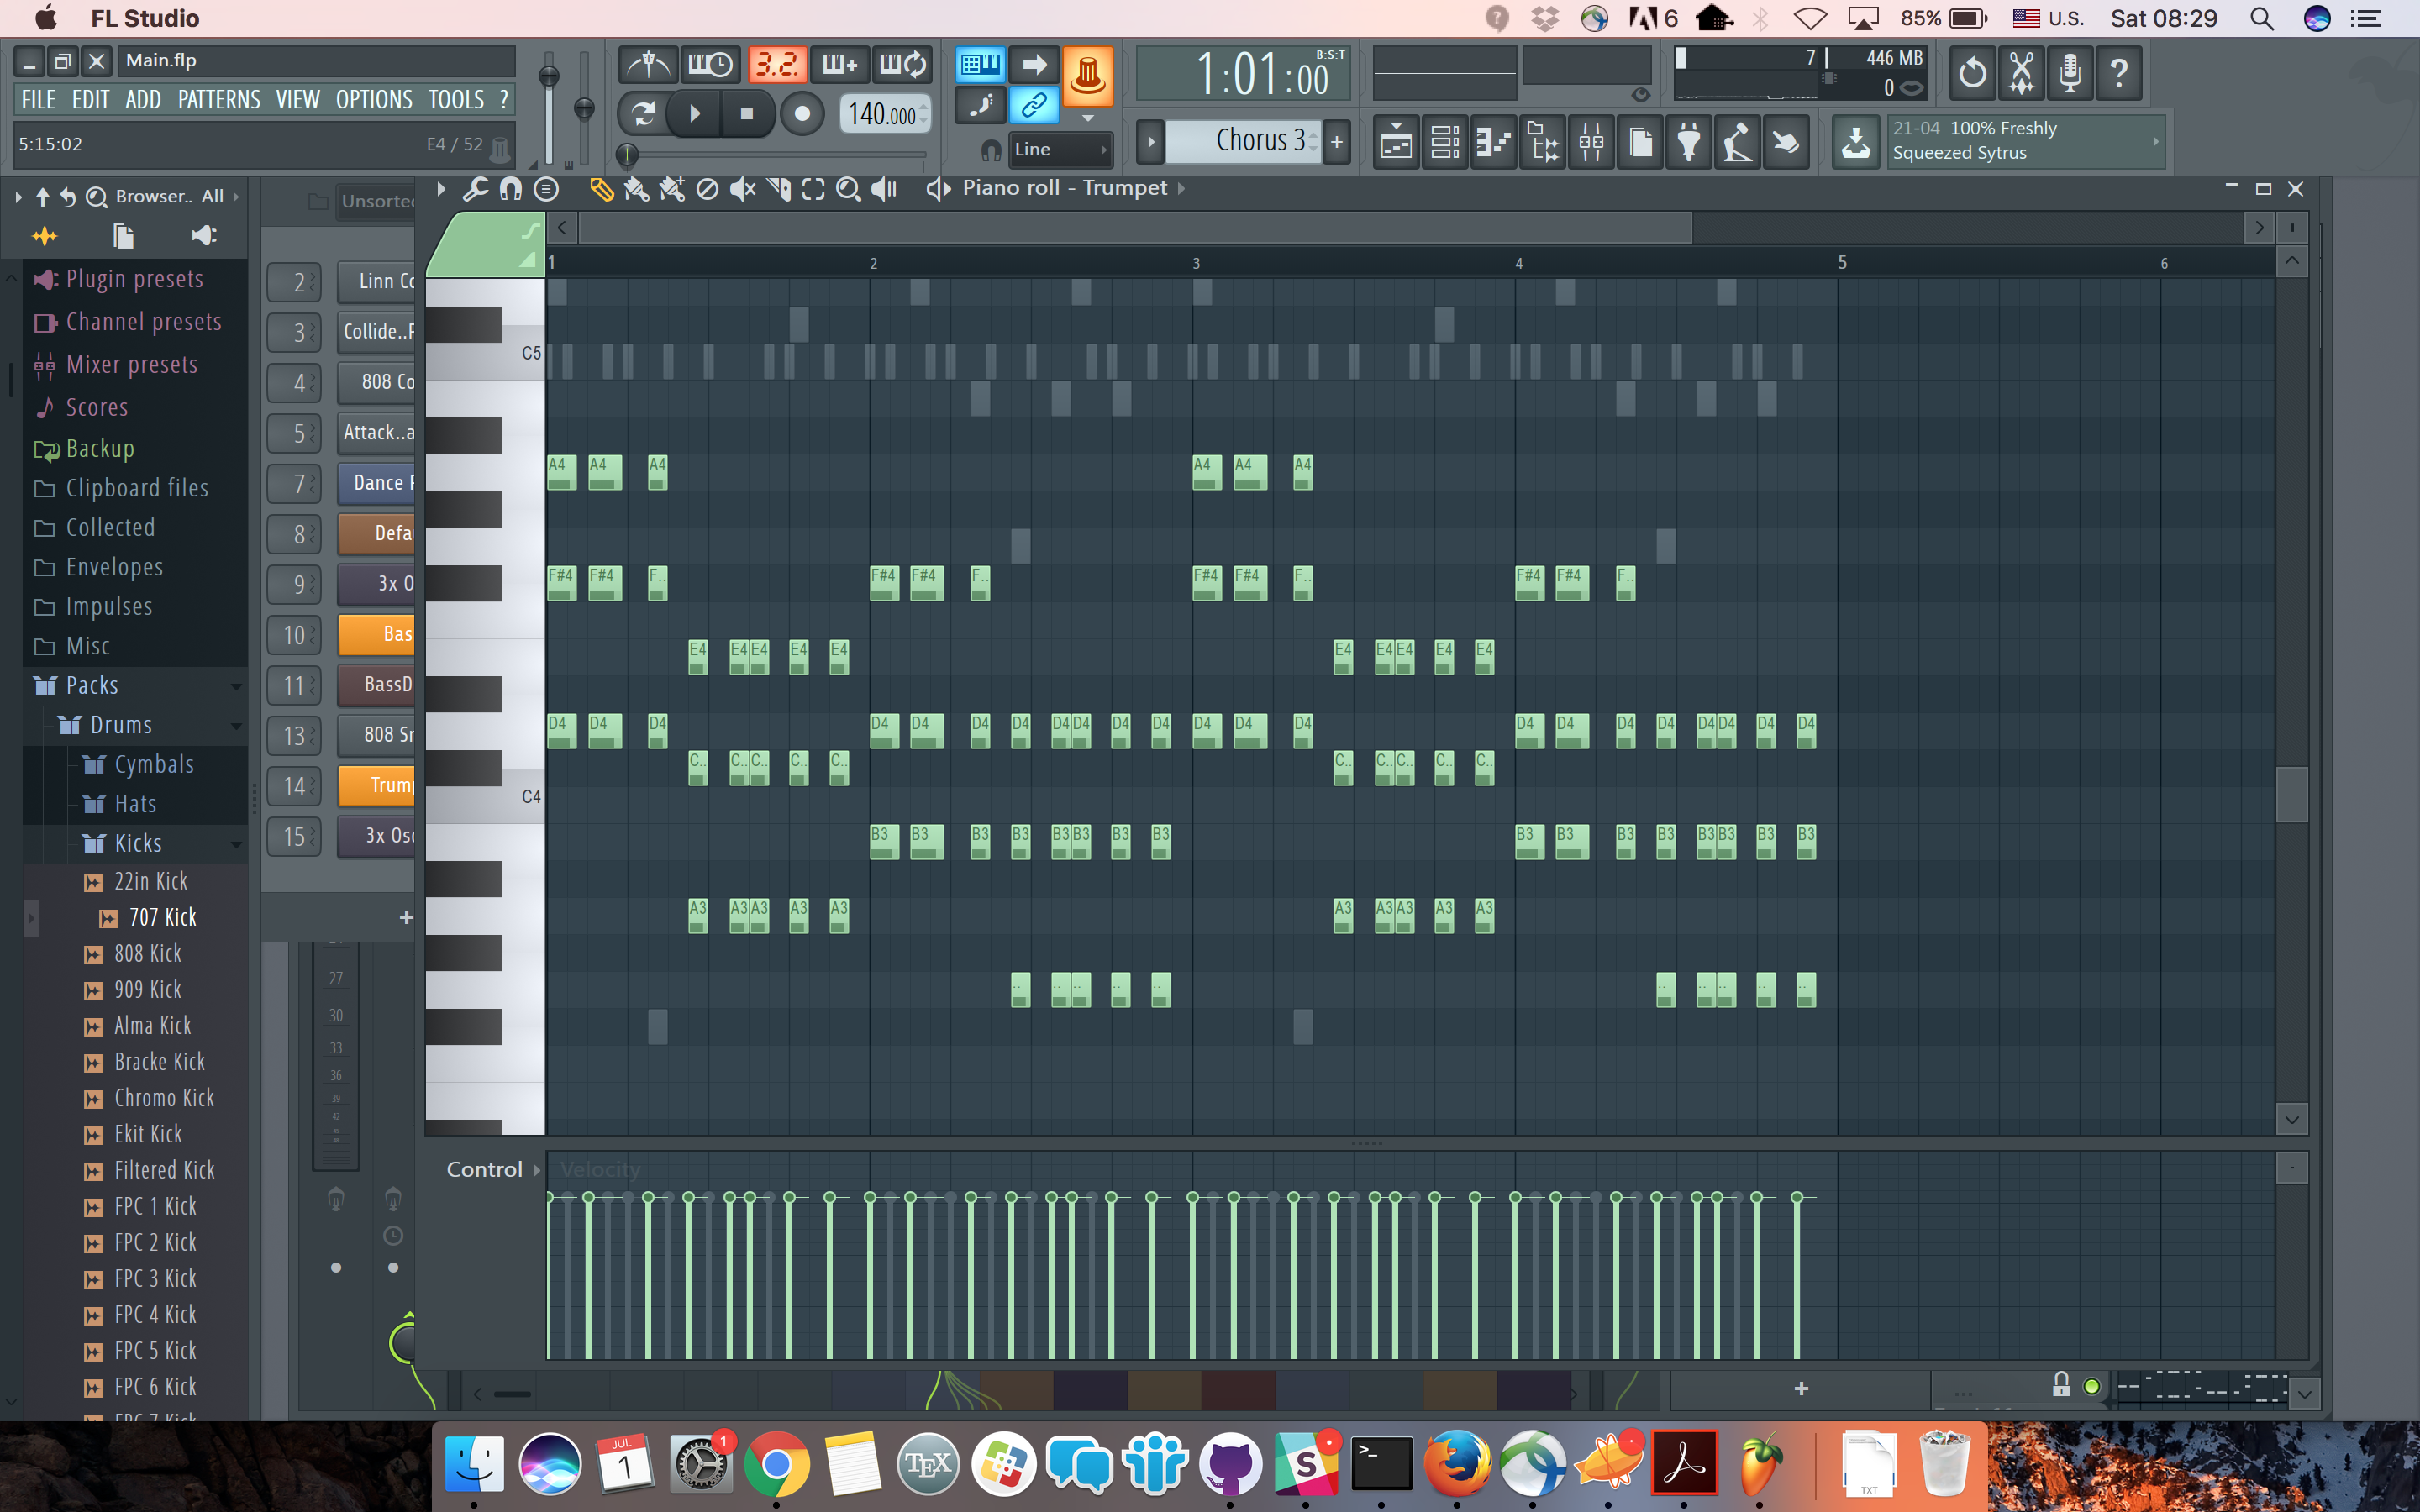 FL Studio
6
85%
U.S.
Sat 08:29
Main.flp
FILE EDIT ADD PATTERNS VIEW OPTIONS TOOLS ?
5:15:02
E4 / 52
3.2.
140.000
Line
1:01:00
B:S:T
Chorus 3
7
446 MB
0
21-04 100% Freshly
Squeezed Sytrus
Browser.. All
Unsorted
Piano roll - Trumpet
1 2 3 4 5 6
Plugin presets
Channel presets
Mixer presets
Scores
Backup
Clipboard files
Collected
Envelopes
Impulses
Misc
Packs
Drums
Cymbals
Hats
Kicks
22in Kick
707 Kick
808 Kick
909 Kick
Alma Kick
Bracke Kick
Chromo Kick
Ekit Kick
Filtered Kick
FPC 1 Kick
FPC 2 Kick
FPC 3 Kick
FPC 4 Kick
FPC 5 Kick
FPC 6 Kick
FPC 7 Kick
2 Linn Co
3 Collide..F
4 808 Co
5 Attack..a
7 Dance F
8 Defa
9 3x O
10 Bas
11 BassD
13 808 Sn
14 Trum
15 3x Osc
27
30
33
36
39
42
C5
C4
A4 A4 A4 A4 A4 A4
F#4 F#4 F.. F#4 F#4 F.. F#4 F#4 F.. F#4 F#4 F..
E4 E4 E4 E4 E4 E4 E4 E4 E4 E4
D4 D4 D4 D4 D4 D4 D4 D4 D4 D4 D4 D4 D4 D4 D4 D4 D4 D4 D4 D4 D4 D4
C.. C.. C.. C.. C.. C.. C.. C.. C.. C..
B3 B3 B3 B3 B3 B3 B3 B3 B3 B3 B3 B3 B3 B3 B3 B3
A3 A3 A3 A3 A3 A3 A3 A3 A3 A3
Control
Velocity
JUL
1
1
TEX
S
>_
TXT